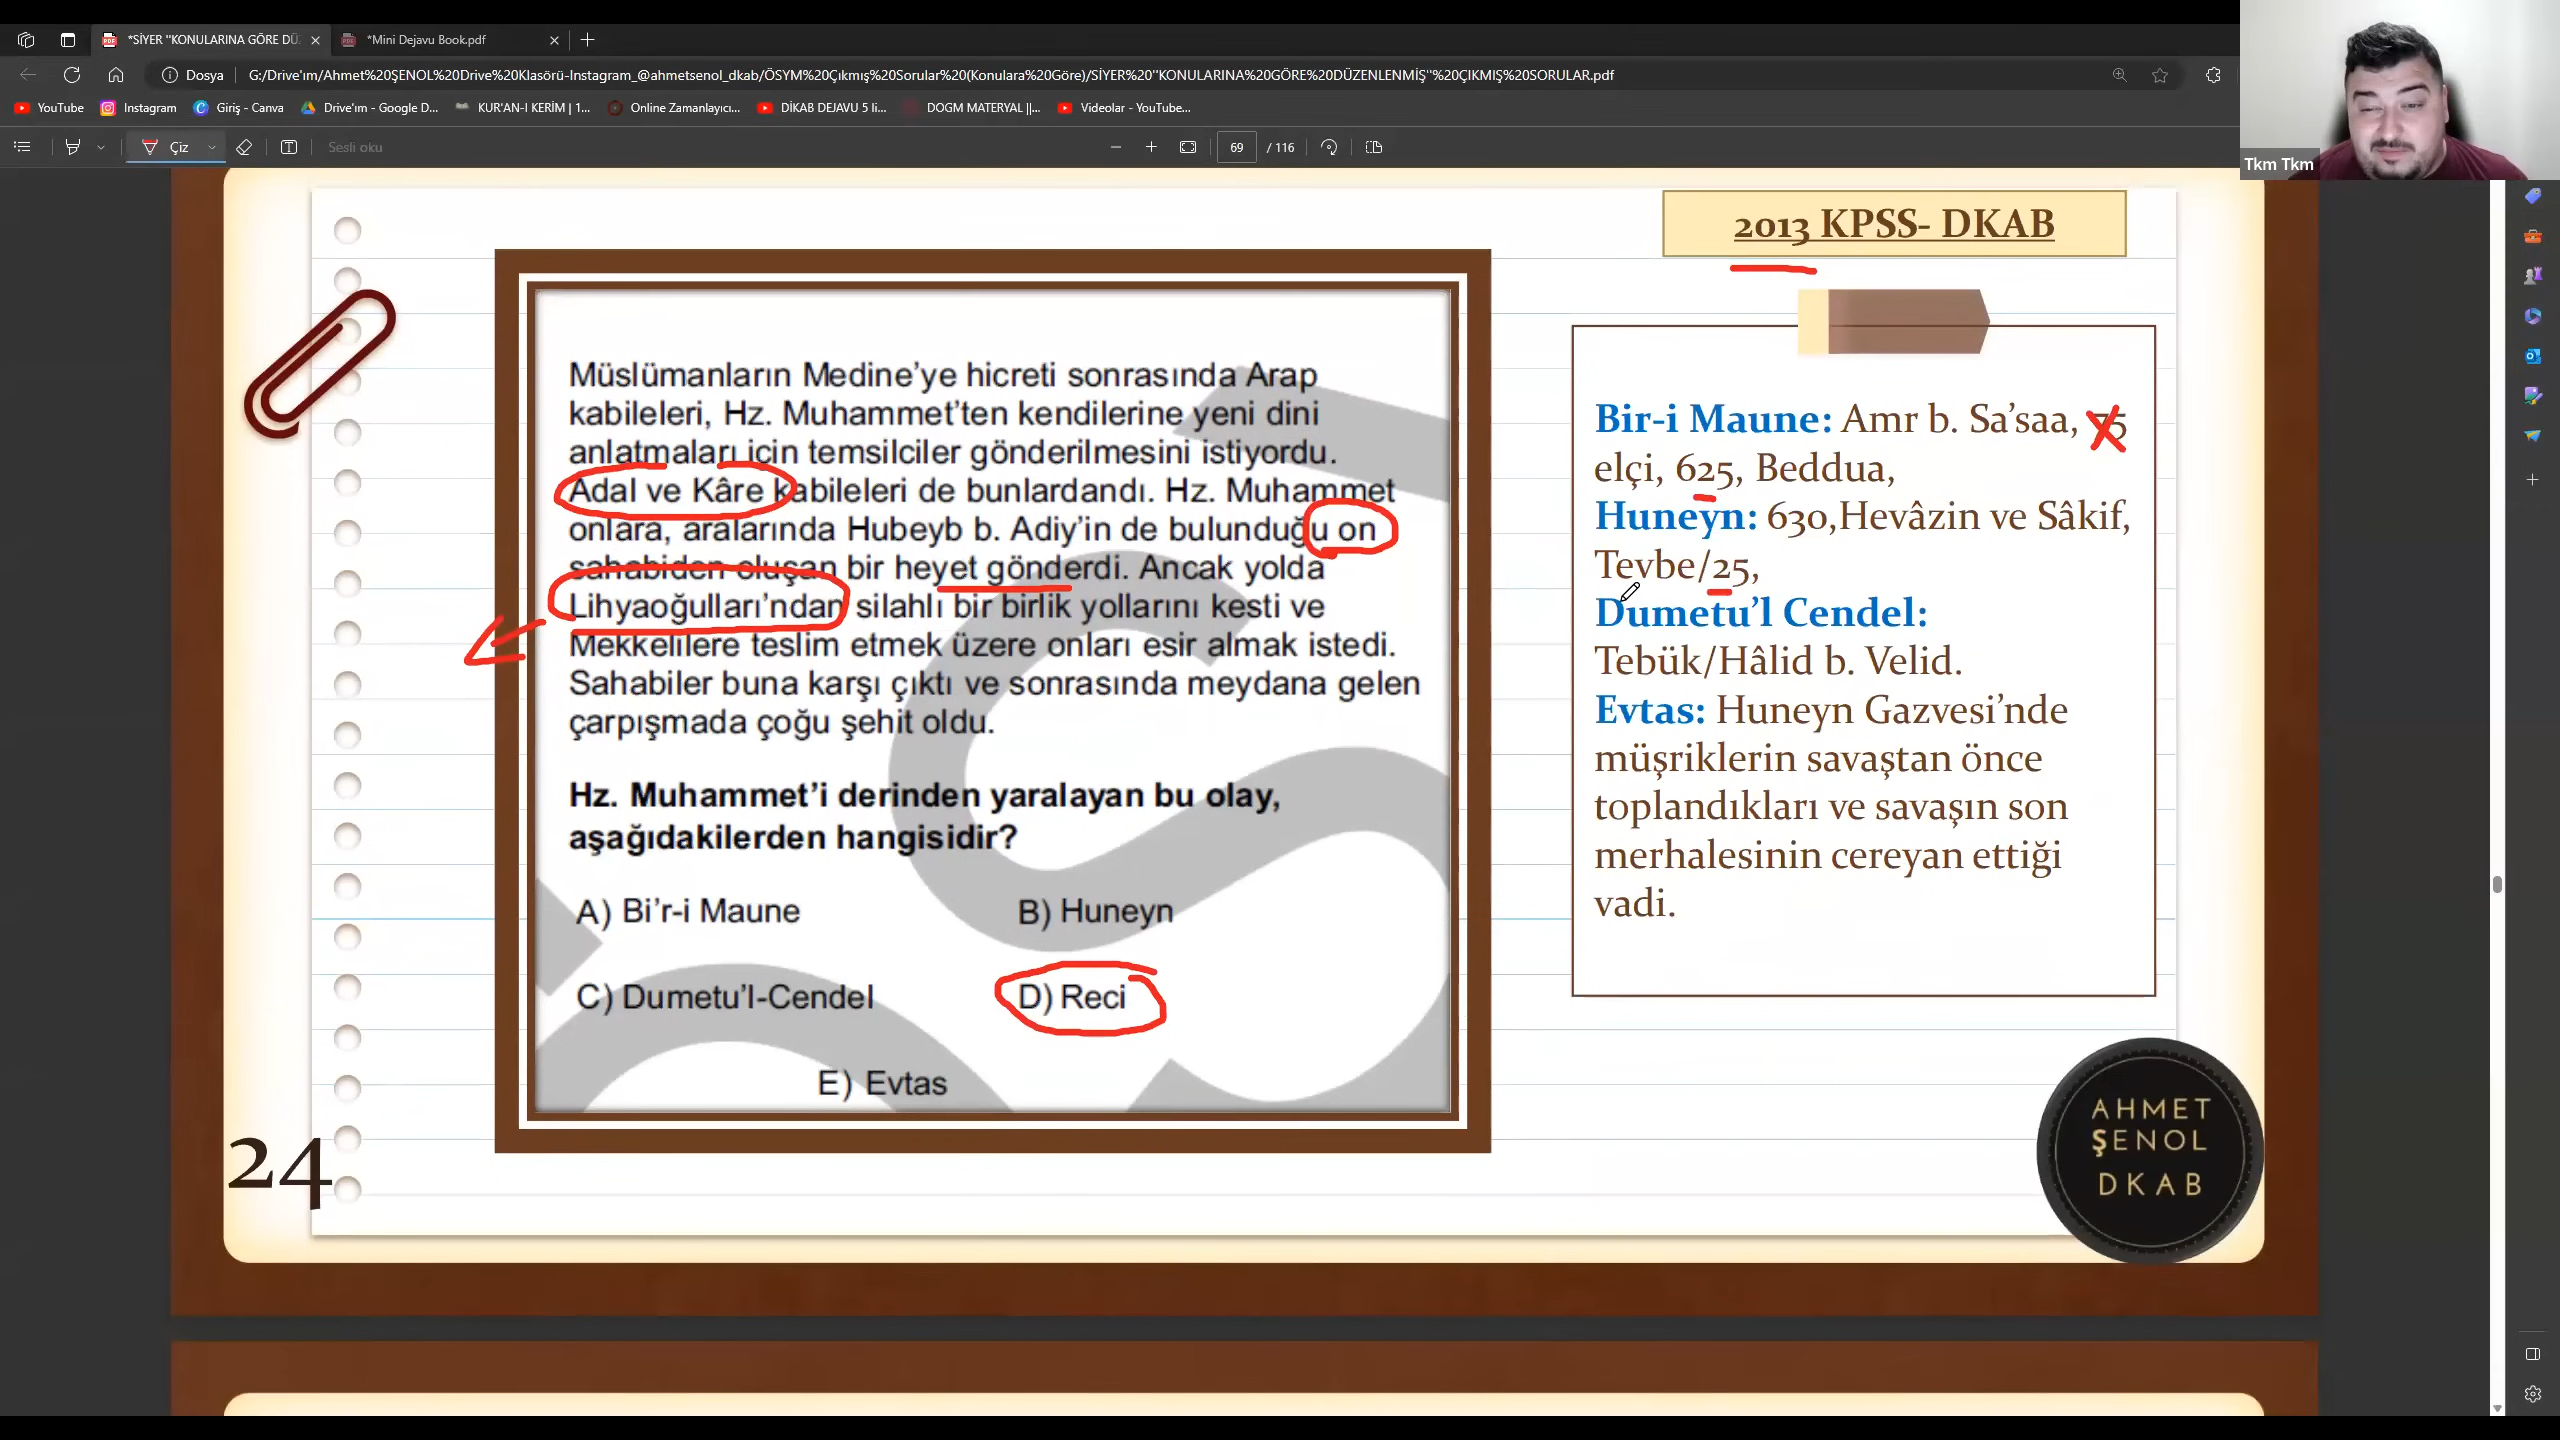 *SİYER "KONULARINA GÖRE DÜ
*Mini Dejavu Book.pdf
Dosya
G:/Drive'ım/Ahmet%20ŞENOL%20Drive%20Klasörü-Instagram_@ahmetsenol_dkab/ÖSYM%20Çıkmış%20Sorular%20(Konulara%20Göre)/SİYER%20''KONULARINA%20GÖRE%20DÜZENLENMİŞ''%20ÇIKMIŞ%20SORULAR.pdf
YouTube
Instagram
Giriş - Canva
Drive'ım - Google D...
KUR'AN-I KERİM | 1...
Online Zamanlayıcı...
DİKAB DEJAVU 5 li...
DOGM MATERYAL ||...
Videolar - YouTube...
Çiz
Sesli oku
69 / 116
Tkm Tkm
2013 KPSS- DKAB
Müslümanların Medine'ye hicreti sonrasında Arap
kabileleri, Hz. Muhammet'ten kendilerine yeni dini
anlatmaları için temsilciler gönderilmesini istiyordu.
Adal ve Kâre kabileleri de bunlardandı. Hz. Muhammet
onlara, aralarında Hubeyb b. Adiy'in de bulunduğu on
sahabiden oluşan bir heyet gönderdi. Ancak yolda
Lihyaoğulları'ndan silahlı bir birlik yollarını kesti ve
Mekkelilere teslim etmek üzere onları esir almak istedi.
Sahabiler buna karşı çıktı ve sonrasında meydana gelen
çarpışmada çoğu şehit oldu.
Hz. Muhammet'i derinden yaralayan bu olay,
aşağıdakilerden hangisidir?
A) Bi'r-i Maune
B) Huneyn
C) Dumetu'l-Cendel
D) Reci
E) Evtas
Bir-i Maune: Amr b. Sa'saa,
elçi, 625, Beddua,
Huneyn: 630,Hevâzin ve Sâkif,
Tevbe/25,
Dumetu'l Cendel:
Tebük/Hâlid b. Velid.
Evtas: Huneyn Gazvesi'nde
müşriklerin savaştan önce
toplandıkları ve savaşın son
merhalesinin cereyan ettiği
vadi.
24
AHMET
ŞENOL
DKAB